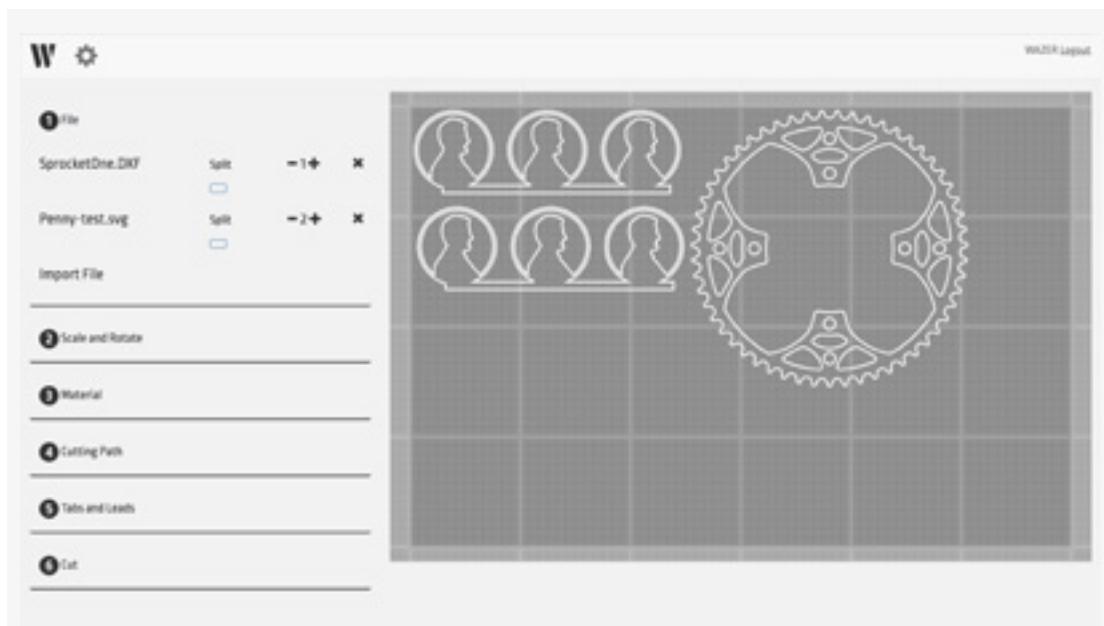 W
WAZER Logout
1 File
SprocketOne.DXF Split -1+ ×
Penny-test.svg Split -2+ ×
Import File
2 Scale and Rotate
3 Material
4 Cutting Path
5 Tabs and Leads
6 Cut